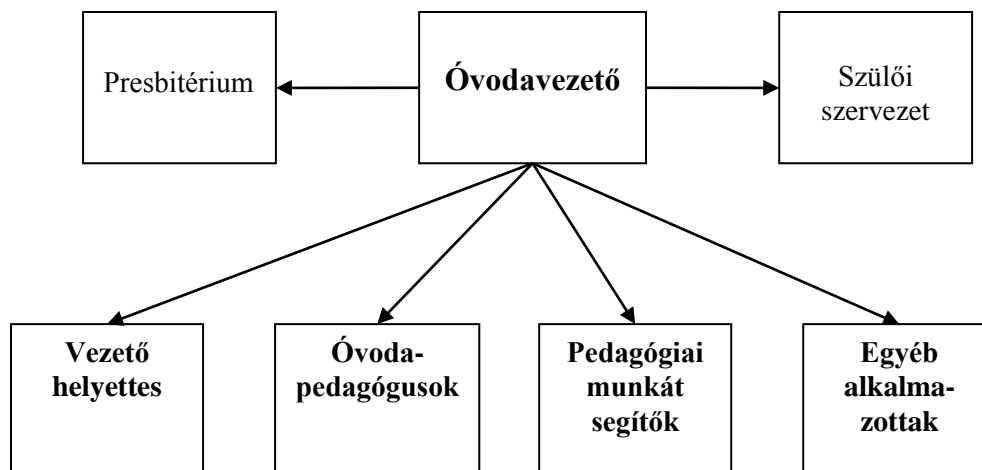 Presbitérium
Óvodavezető
Szülői
szervezet
Vezető
helyettes
Óvoda-
pedagógusok
Pedagógiai
munkát
segítők
Egyéb
alkalma-
zottak